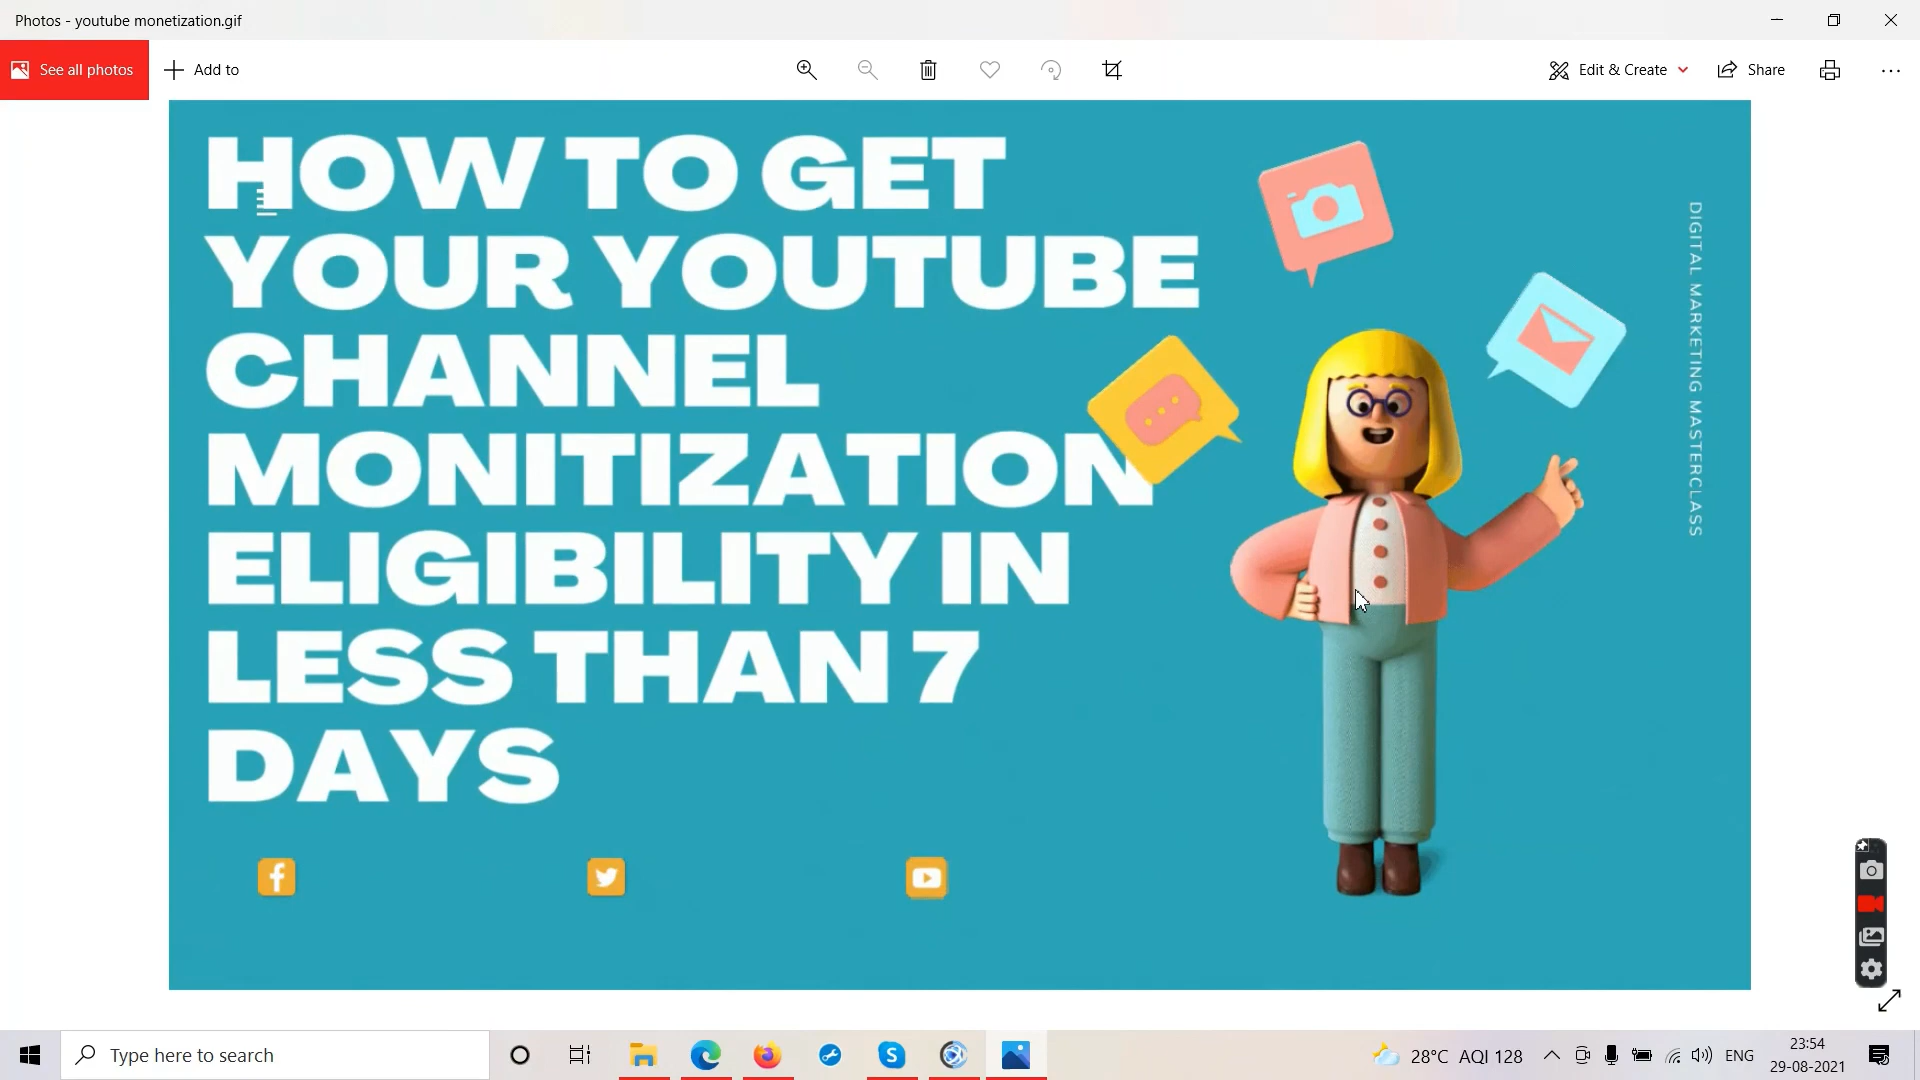 Photos - youtube monetization.gif
See all photos
Add to
Edit & Create
Share
HOW TO GET
YOUR YOUTUBE
CHANNEL
MONITIZATION
ELIGIBILITY IN
LESS THAN 7
DAYS
DIGITAL MARKETING MASTERCLASS
Type here to search
28°C AQI 128
ENG
23:54
29-08-2021